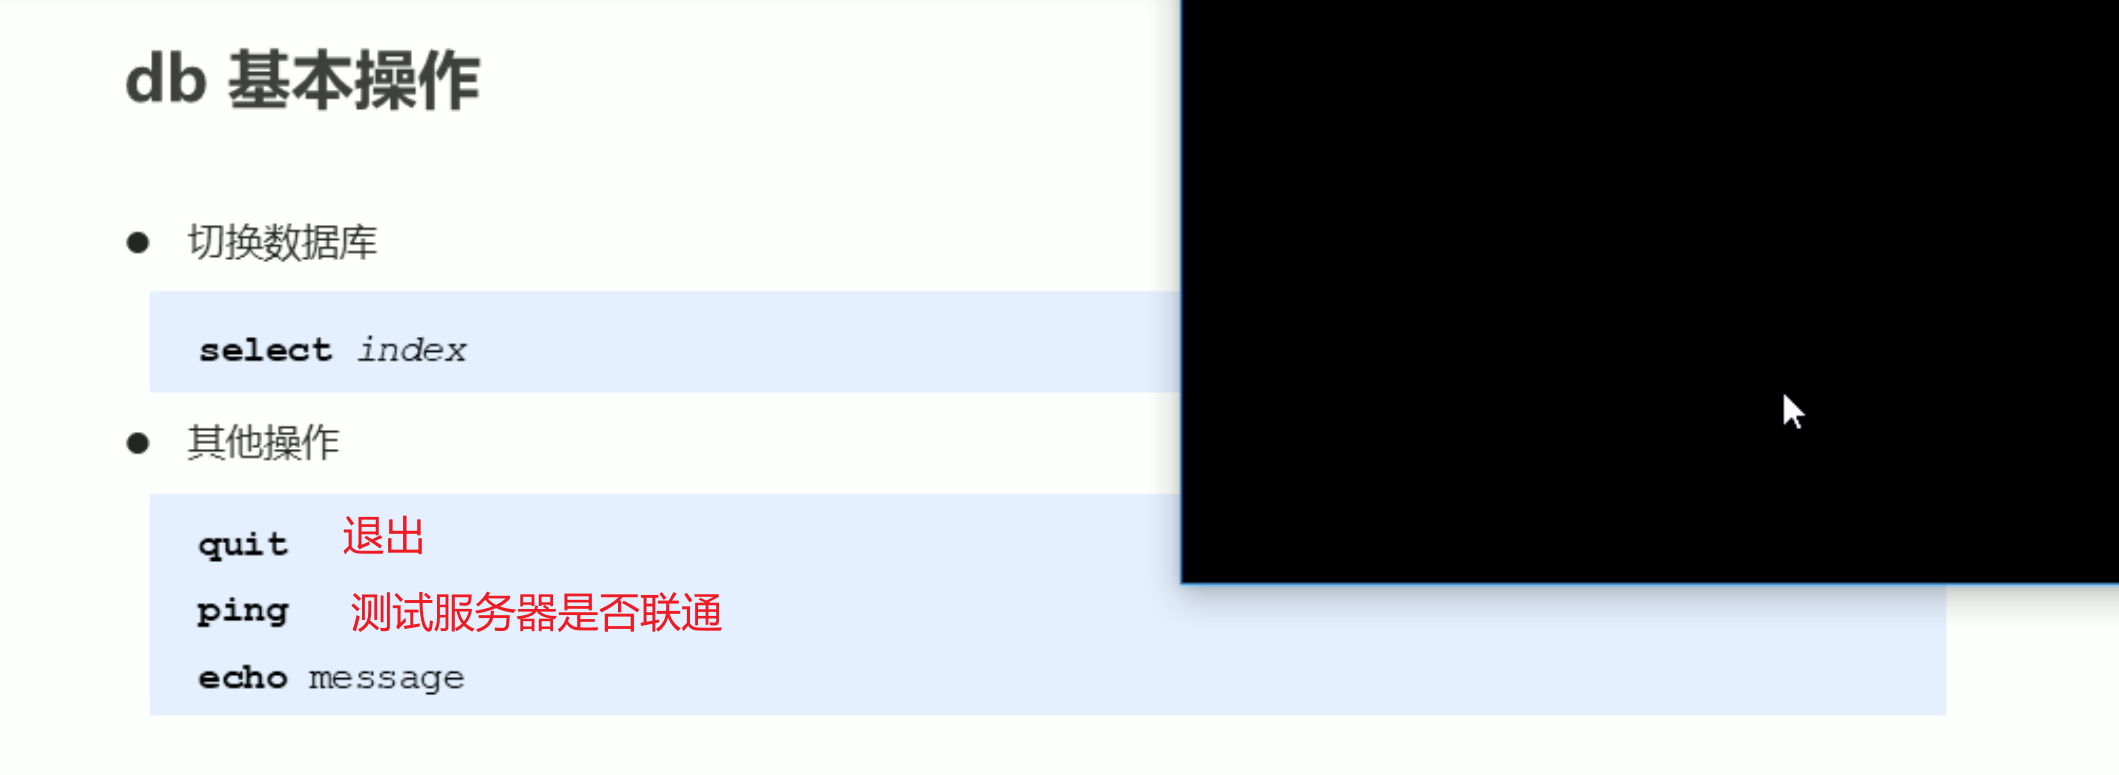 db 基本操作
切换数据库
select index
其他操作
quit 退出
ping 测试服务器是否联通
echo message